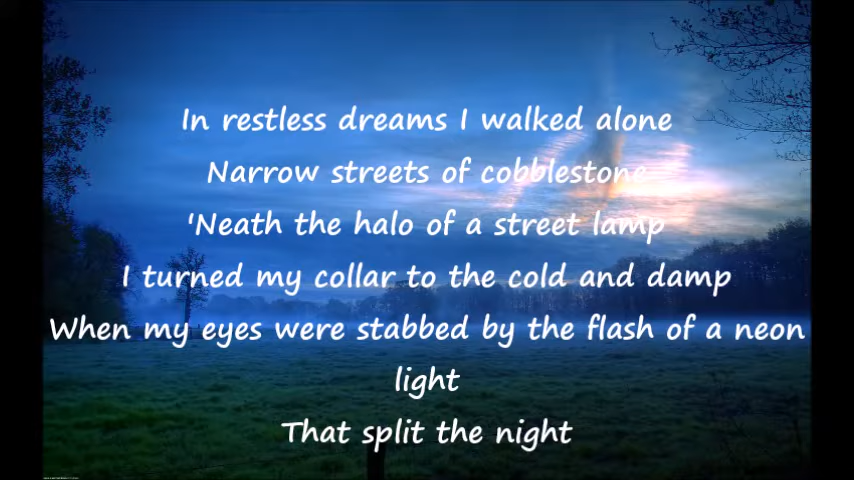 In restless dreams I walked alone
Narrow streets of cobblestone
'Neath the halo of a street lamp
I turned my collar to the cold and damp
When my eyes were stabbed by the flash of a neon
light
That split the night